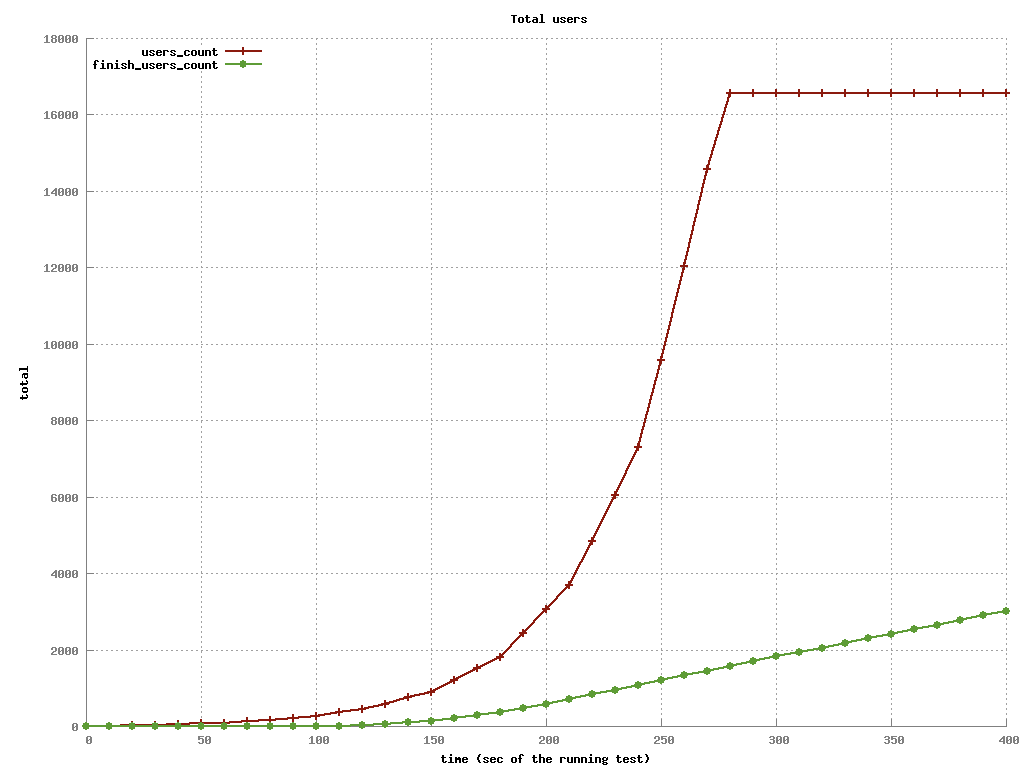 Total users
users_count
finish_users_count
18000
16000
14000
12000
10000
8000
6000
4000
2000
0
total
0 50 100 150 200 250 300 350 400
time (sec of the running test)